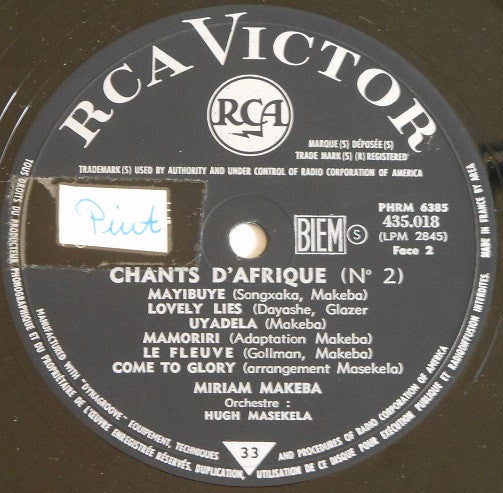 RCA VICTOR
RCA
MARQUE(S) DÉPOSÉE(S)
TRADE MARK(S) (R) REGISTERED
TRADEMARK(S) USED BY AUTHORITY AND UNDER CONTROL OF RADIO CORPORATION OF AMERICA
Piut
PHRM 6385
435.018
(LPM 2845)
Face 2
BIEM S
CHANTS D'AFRIQUE (No 2)
MAYIBUYE (Songxaka, Makeba)
LOVELY LIES (Dayashe, Glazer
UYADELA (Makeba)
MAMORIRI (Adaptation Makeba)
LE FLEUVE (Gollman, Makeba)
COME TO GLORY (arrangement Masekela)
MIRIAM MAKEBA
Orchestre :
HUGH MASEKELA
33
MANUFACTURED WITH "DYNAGROOVE" EQUIPEMENT, TECHNIQUES AND PROCEDURES OF RADIO CORPORATION OF AMERICA
TOUS DROITS DU PRODUCTEUR PHONOGRAPHIQUE ET DU PROPRIÉTAIRE DE L'ŒUVRE ENREGISTRÉE RÉSERVÉS. DUPLICATION, UTILISATION DE CE DISQUE POUR EXÉCUTION PUBLIQUE ET RADIODIFFUSION INTERDITES.
MADE IN FRANCE BY AREA